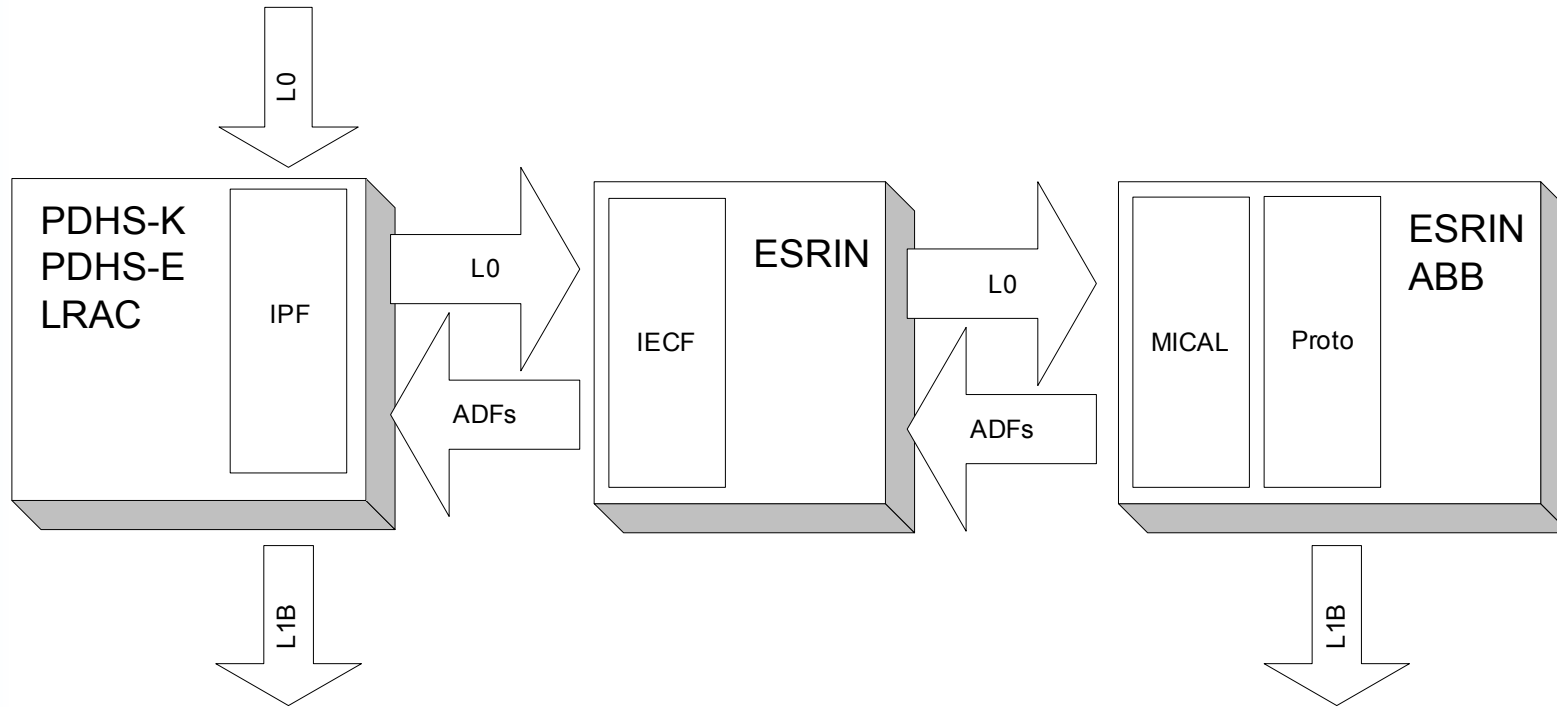 L0
PDHS-K
PDHS-E
LRAC
IPF
L0
ADFs
IECF
ESRIN
L0
ADFs
MICAL
Proto
ESRIN
ABB
L1B
L1B